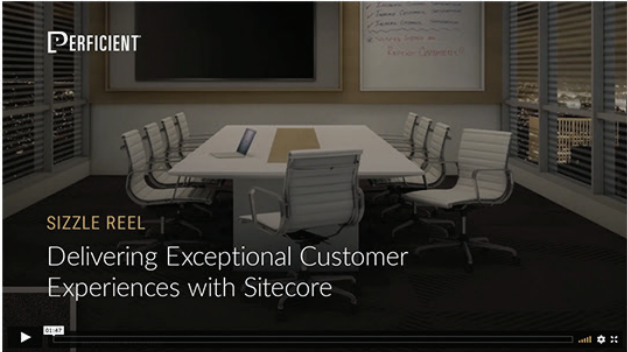 PERFICIENT
SIZZLE REEL
Delivering Exceptional Customer
Experiences with Sitecore
01:47